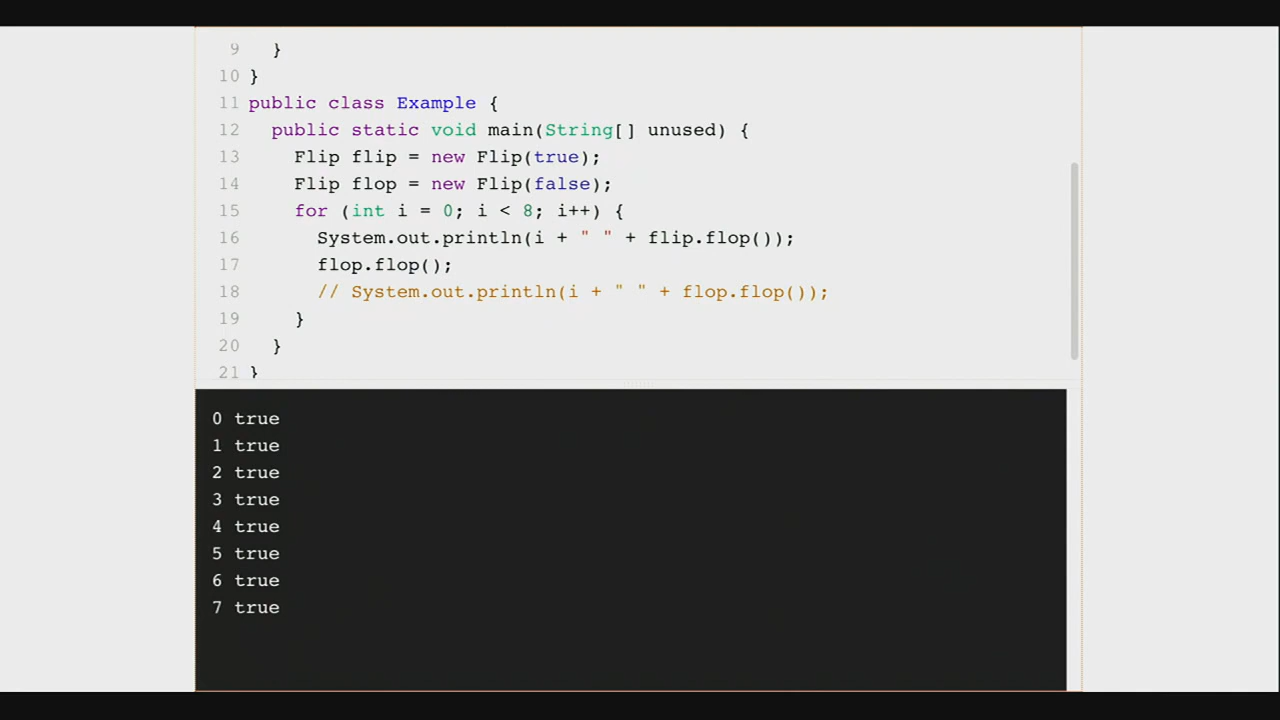 9   }
10 }
11 public class Example {
12   public static void main(String[] unused) {
13     Flip flip = new Flip(true);
14     Flip flop = new Flip(false);
15     for (int i = 0; i < 8; i++) {
16       System.out.println(i + " " + flip.flop());
17       flop.flop();
18       // System.out.println(i + " " + flop.flop());
19     }
20   }
21 }
0 true
1 true
2 true
3 true
4 true
5 true
6 true
7 true